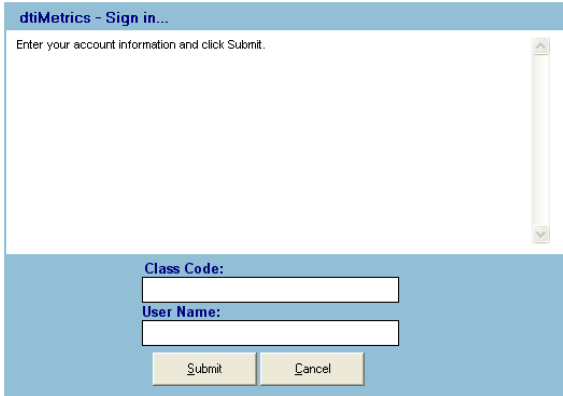 dtiMetrics - Sign in...
Enter your account information and click Submit.
Class Code:
User Name:
Submit
Cancel